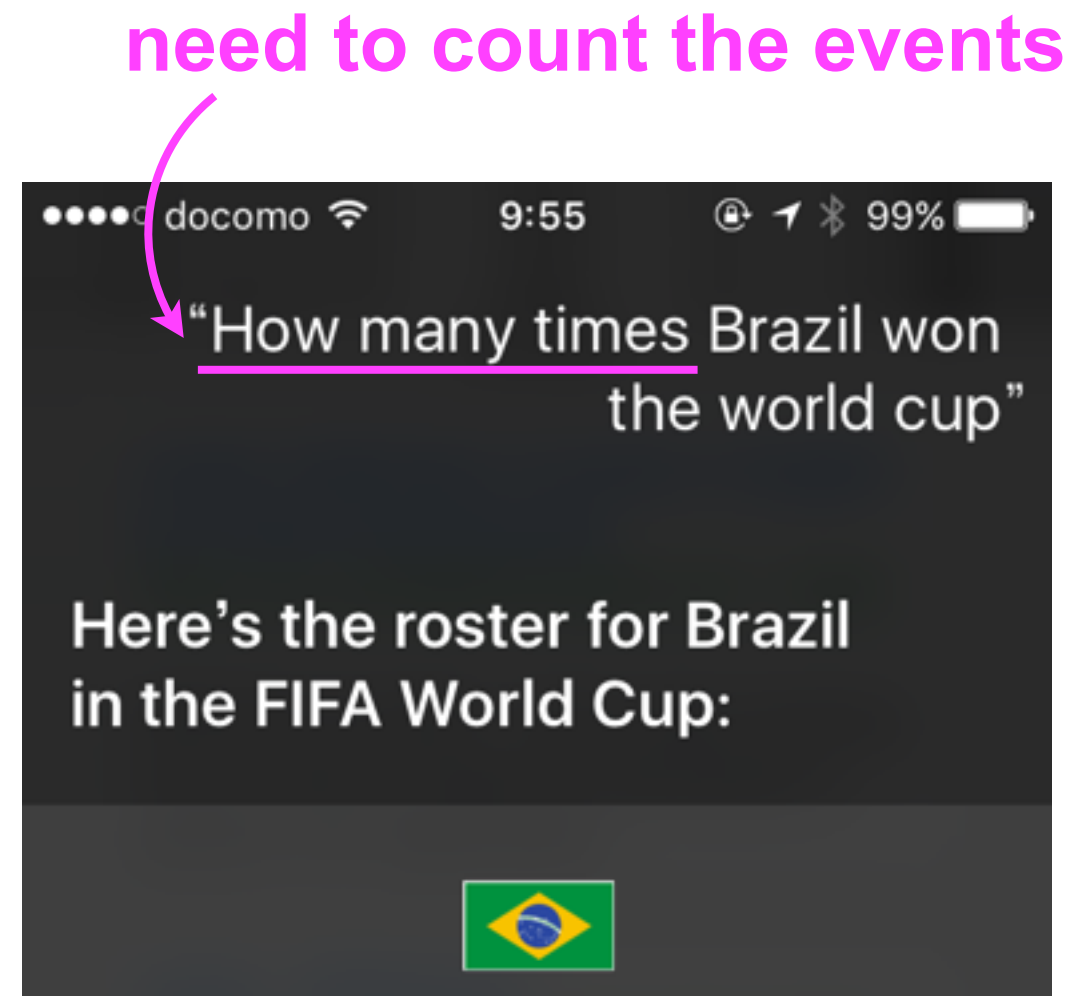 need to count the events
docomo 9:55 99%
“How many times Brazil won
the world cup”
Here’s the roster for Brazil
in the FIFA World Cup: